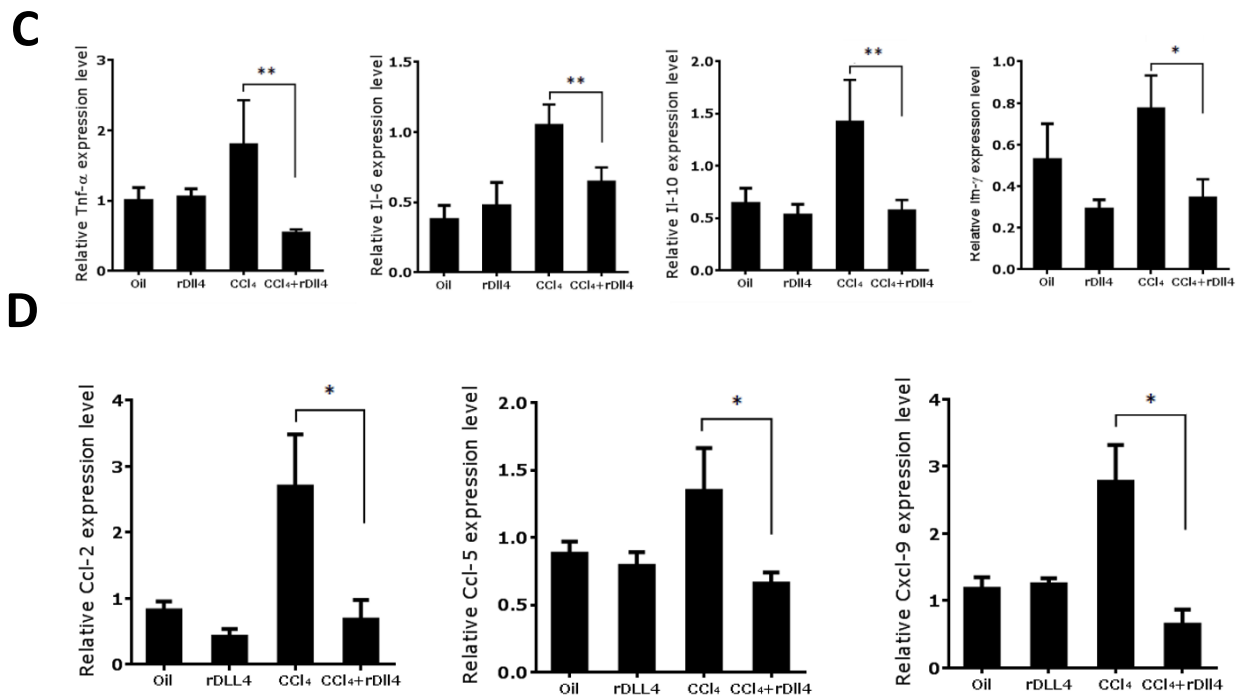 C
Relative Tnf-α expression level
3
2
1
0
**
Oil rDll4 CCl₄ CCl₄+rDll4
Relative Il-6 expression level
1.5
1.0
0.5
0.0
**
Oil rDll4 CCl₄ CCl₄+rDll4
Relative Il-10 expression level
2.0
1.5
1.0
0.5
0.0
**
Oil rDll4 CCl₄ CCl₄+rDll4
Relative Ifn-γ expression level
1.0
0.8
0.6
0.4
0.2
0.0
*
Oil rDll4 CCl₄ CCl₄+rDll4
D
Relative Ccl-2 expression level
4
3
2
1
0
*
Oil rDLL4 CCl₄ CCl₄+rDll4
Relative Ccl-5 expression level
2.0
1.5
1.0
0.5
0.0
*
Oil rDLL4 CCl₄ CCl₄+rDll4
Relative Cxcl-9 expression level
4
3
2
1
0
*
Oil rDLL4 CCl₄ CCl₄+rDll4